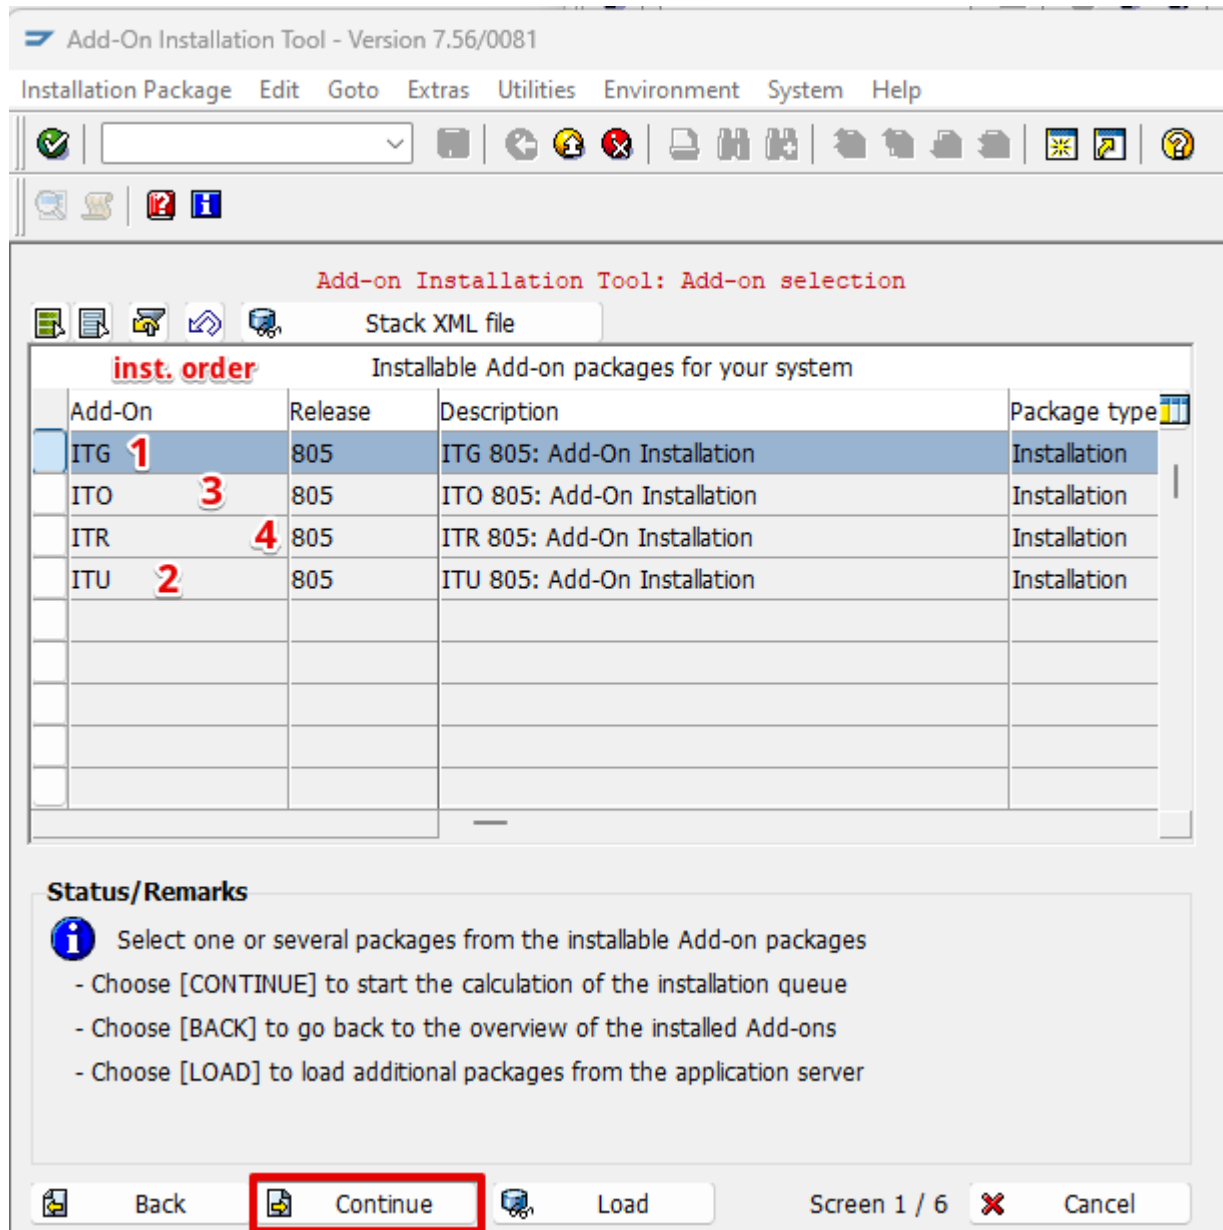 Add-On Installation Tool - Version 7.56/0081
Installation Package Edit Goto Extras Utilities Environment System Help
Add-on Installation Tool: Add-on selection
Stack XML file
inst. order Installable Add-on packages for your system
Add-On Release Description Package type
ITG 1 805 ITG 805: Add-On Installation Installation
ITO 3 805 ITO 805: Add-On Installation Installation
ITR 4 805 ITR 805: Add-On Installation Installation
ITU 2 805 ITU 805: Add-On Installation Installation
Status/Remarks
Select one or several packages from the installable Add-on packages
- Choose [CONTINUE] to start the calculation of the installation queue
- Choose [BACK] to go back to the overview of the installed Add-ons
- Choose [LOAD] to load additional packages from the application server
Back Continue Load Screen 1 / 6 Cancel